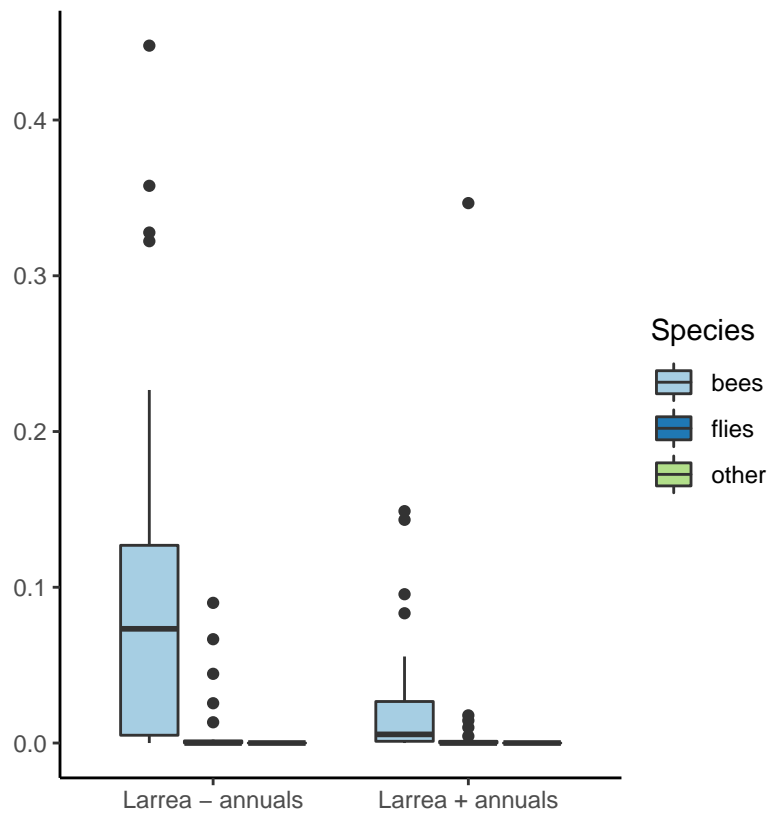 0.4
0.3
0.2
0.1
0.0
Larrea − annuals
Larrea + annuals
Species
bees
flies
other